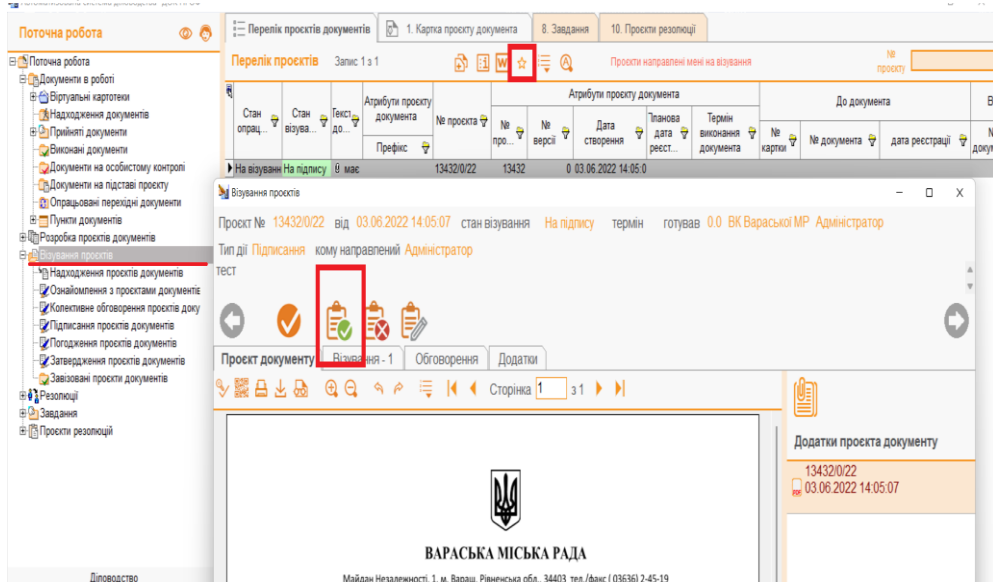 Поточна робота
Поточна робота
Документи в роботі
Віртуальні картотеки
Надходження документів
Прийняті документи
Виконані документи
Документи на особистому контролі
Документи на підставі проєкту
Опрацьовані перехідні документи
Пункти документів
Розробка проєктів документів
Візування проєктів
Надходження проєктів документів
Ознайомлення з проєктами документів
Колективне обговорення проєктів доку
Підписання проєктів документів
Погодження проєктів документів
Затвердження проєктів документів
Завізовані проєкти документів
Резолюції
Завдання
Проєкти резолюцій
Діловодство
Перелік проєктів документів 1. Картка проєкту документа 8. Завдання 10. Проєкти резолюції
Перелік проєктів Запис 1 з 1 Проєкти направлені мені на візування № проєкту
Атрибути проєкту документа До документа
Стан опрац... Стан візува... Текст до... Атрибути проєкту документа Префікс № проєкта № про... № версії Дата створення Планова дата реєст... Термін виконання документа № картки № документа дата реєстрації
На візуванн На підпису має 13432/0/22 13432 0 03.06.2022 14:05:0
Візування проєктів
Проєкт № 13432/0/22 від 03.06.2022 14:05:07 стан візування На підпису термін готував 0.0 ВК Вараської МР Адміністратор
Тип дії Підписання кому направлений Адміністратор
тест
Проєкт документу Візування - 1 Обговорення Додатки
Сторінка 1 з 1
Додатки проєкта документу
13432/0/22
PDF 03.06.2022 14:05:07
ВАРАСЬКА МІСЬКА РАДА
Майдан Незалежності, 1, м. Вараш, Рівненська обл., 34403 тел./факс ( 03636) 2-45-19